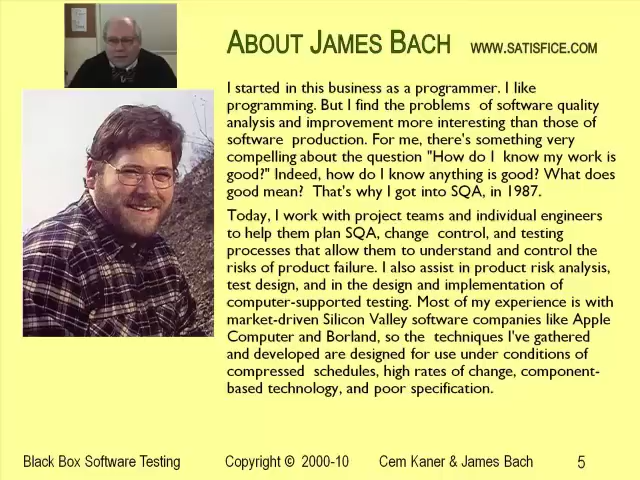 ABOUT JAMES BACH WWW.SATISFICE.COM
I started in this business as a programmer. I like
programming. But I find the problems of software quality
analysis and improvement more interesting than those of
software production. For me, there's something very
compelling about the question "How do I know my work is
good?" Indeed, how do I know anything is good? What does
good mean? That's why I got into SQA, in 1987.
Today, I work with project teams and individual engineers
to help them plan SQA, change control, and testing
processes that allow them to understand and control the
risks of product failure. I also assist in product risk analysis,
test design, and in the design and implementation of
computer-supported testing. Most of my experience is with
market-driven Silicon Valley software companies like Apple
Computer and Borland, so the techniques I've gathered
and developed are designed for use under conditions of
compressed schedules, high rates of change, component-
based technology, and poor specification.
Black Box Software Testing Copyright © 2000-10 Cem Kaner & James Bach 5